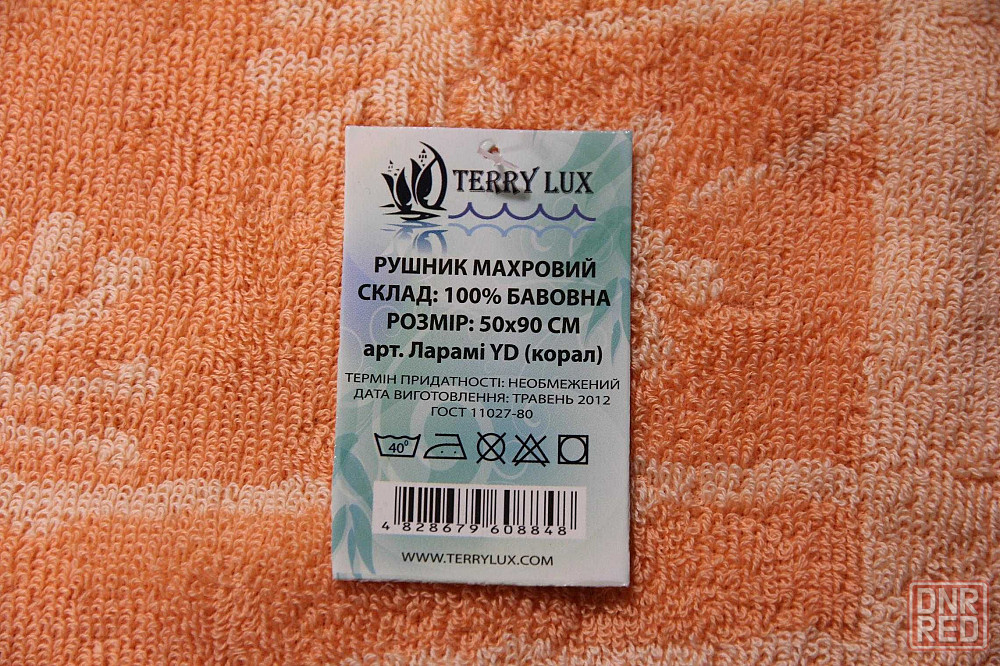 TERRY LUX
РУШНИК МАХРОВИЙ
СКЛАД: 100% БАВОВНА
РОЗМІР: 50х90 СМ
арт. Ларамі YD (корал)
ТЕРМІН ПРИДАТНОСТІ: НЕОБМЕЖЕНИЙ
ДАТА ВИГОТОВЛЕННЯ: ТРАВЕНЬ 2012
ГОСТ 11027-80
40°
4 828679 608848
WWW.TERRYLUX.COM
DNR
RED